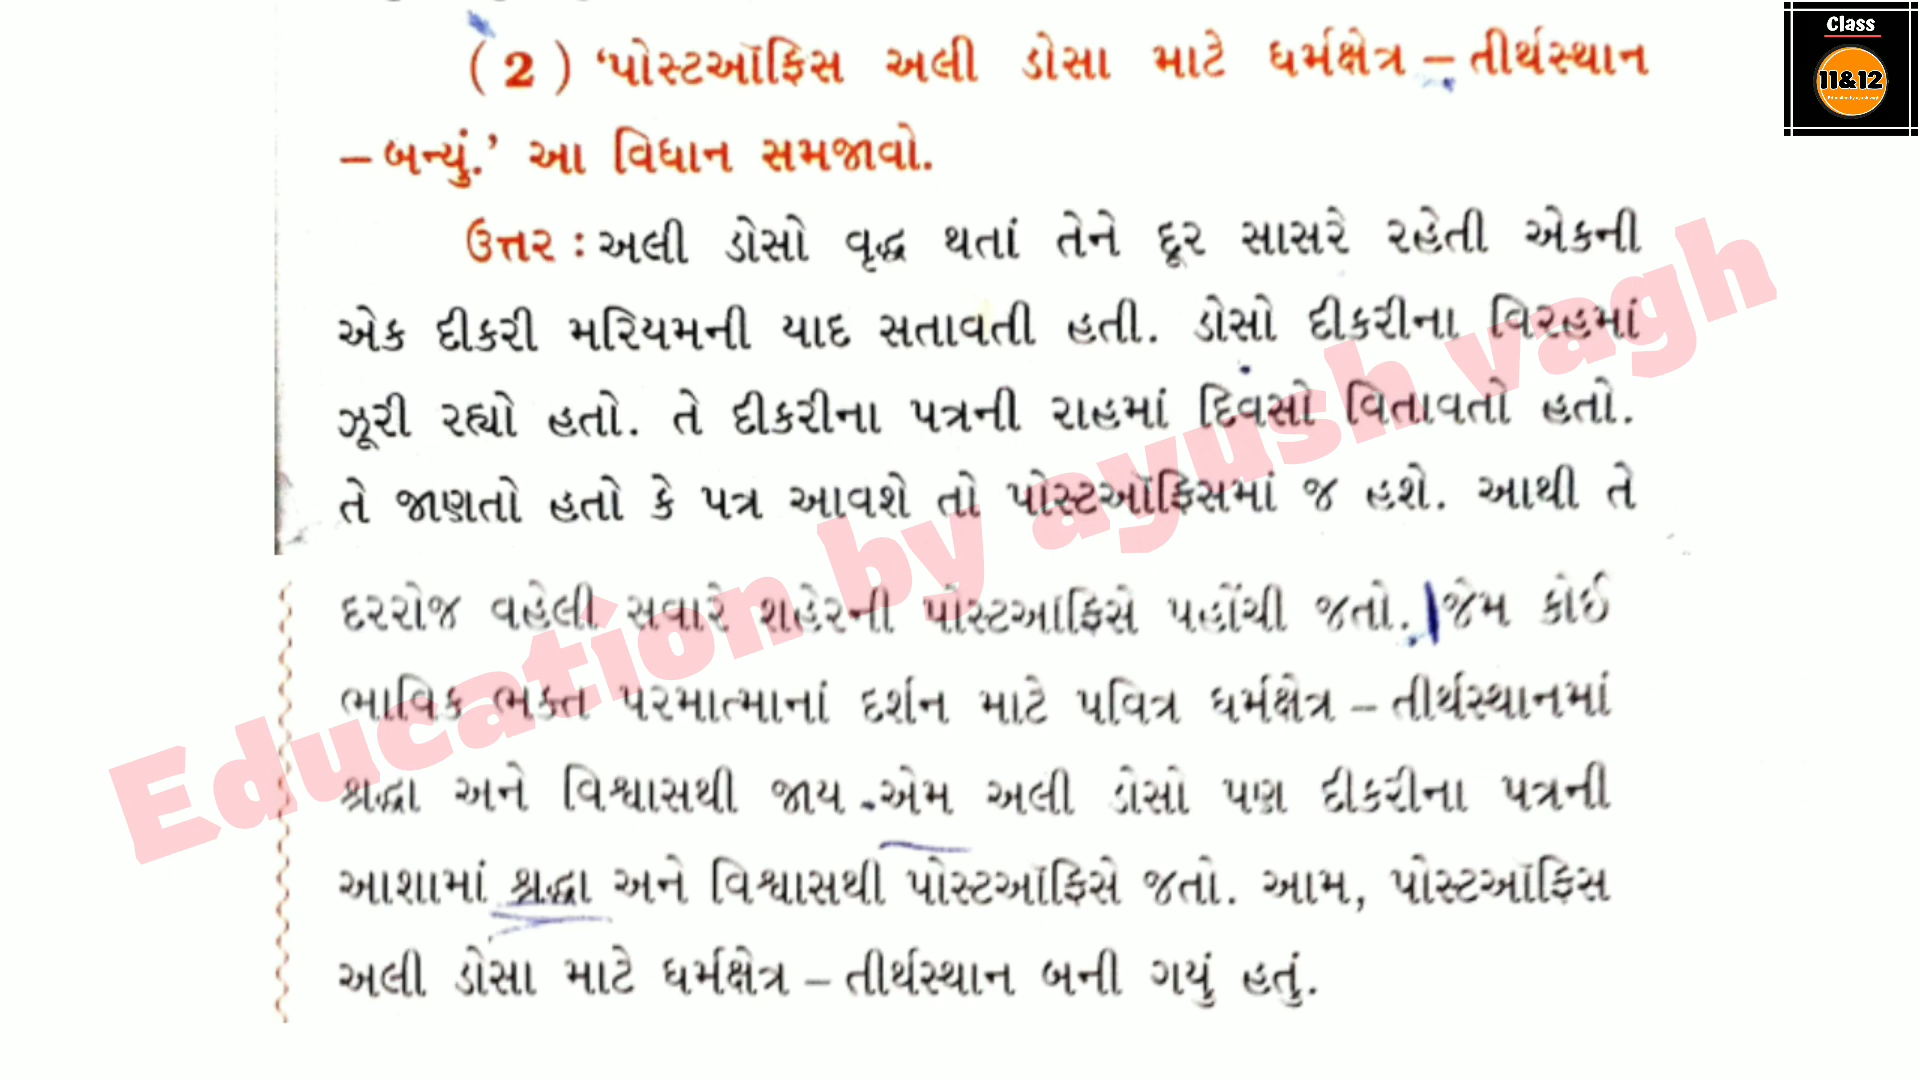 Class
11&12
(2) ‘પોસ્ટઑફિસ અલી ડોસા માટે ધર્મક્ષેત્ર – તીર્થસ્થાન
– બન્યું.’ આ વિધાન સમજાવો.
ઉત્તર : અલી ડોસો વૃદ્ધ થતાં તેને દૂર સાસરે રહેતી એકની
એક દીકરી મરિયમની યાદ સતાવતી હતી. ડોસો દીકરીના વિરહમાં
ઝૂરી રહ્યો હતો. તે દીકરીના પત્રની રાહમાં દિવસો વિતાવતો હતો.
તે જાણતો હતો કે પત્ર આવશે તો પોસ્ટઑફિસમાં જ હશે. આથી તે
દરરોજ વહેલી સવારે શહેરની પોસ્ટઑફિસે પહોંચી જતો. જેમ કોઈ
ભાવિક ભક્ત પરમાત્માનાં દર્શન માટે પવિત્ર ધર્મક્ષેત્ર – તીર્થસ્થાનમાં
શ્રદ્ધા અને વિશ્વાસથી જાય એમ અલી ડોસો પણ દીકરીના પત્રની
આશામાં શ્રદ્ધા અને વિશ્વાસથી પોસ્ટઑફિસે જતો. આમ, પોસ્ટઑફિસ
અલી ડોસા માટે ધર્મક્ષેત્ર – તીર્થસ્થાન બની ગયું હતું.
Education by ayush vagh